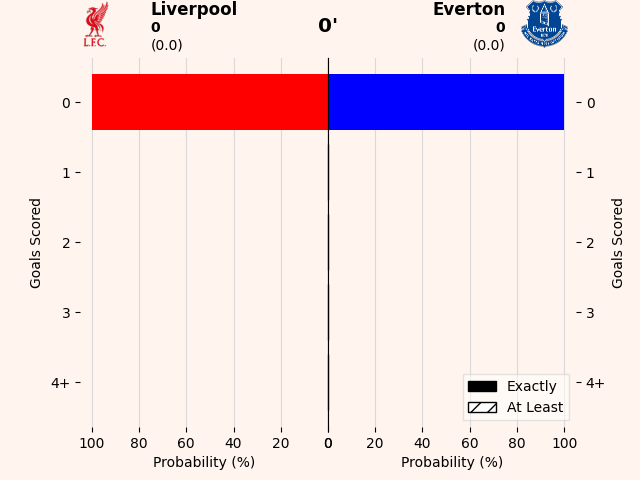 Liverpool
0
(0.0)
L.F.C.
0'
Everton
0
(0.0)
Everton
Goals Scored
0
1
2
3
4+
0
1
2
3
4+
Goals Scored
Exactly
At Least
100 80 60 40 20 0 20 40 60 80 100
Probability (%)
Probability (%)